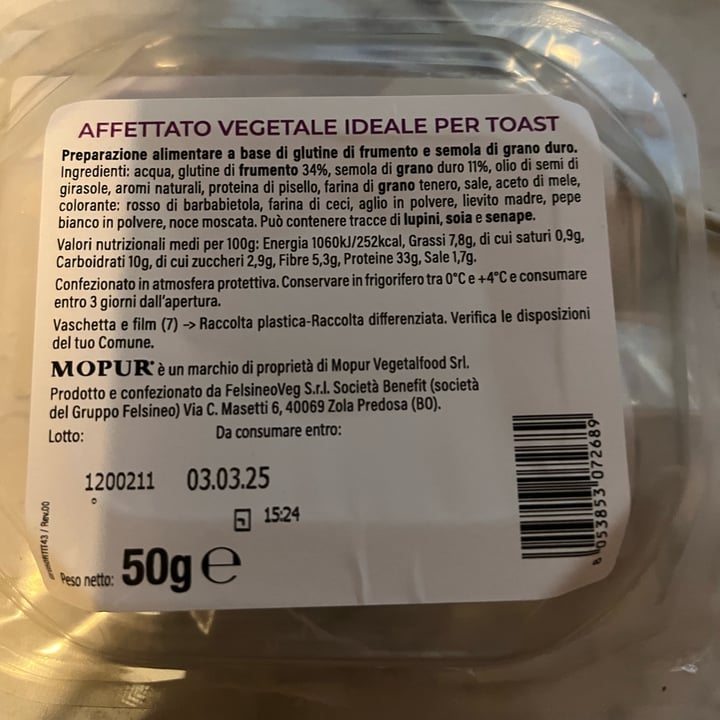 AFFETTATO VEGETALE IDEALE PER TOAST
Preparazione alimentare a base di glutine di frumento e semola di grano duro.
Ingredienti: acqua, glutine di frumento 34%, semola di grano duro 11%, olio di semi di
girasole, aromi naturali, proteina di pisello, farina di grano tenero, sale, aceto di mele,
colorante: rosso di barbabietola, farina di ceci, aglio in polvere, lievito madre, pepe
bianco in polvere, noce moscata. Può contenere tracce di lupini, soia e senape.
Valori nutrizionali medi per 100g: Energia 1060kJ/252kcal, Grassi 7,8g, di cui saturi 0,9g,
Carboidrati 10g, di cui zuccheri 2,9g, Fibre 5,3g, Proteine 33g, Sale 1,7g.
Confezionato in atmosfera protettiva. Conservare in frigorifero tra 0°C e +4°C e consumare
entro 3 giorni dall'apertura.
Vaschetta e film (7) -> Raccolta plastica-Raccolta differenziata. Verifica le disposizioni
del tuo Comune.
MOPUR® è un marchio di proprietà di Mopur Vegetalfood Srl.
Prodotto e confezionato da FelsineoVeg S.r.l. Società Benefit (società
del Gruppo Felsineo) Via C. Masetti 6, 40069 Zola Predosa (BO).
Lotto: Da consumare entro:
1200211 03.03.25
15:24
Peso netto: 50g e
8 053853 072689
/ Rev.00